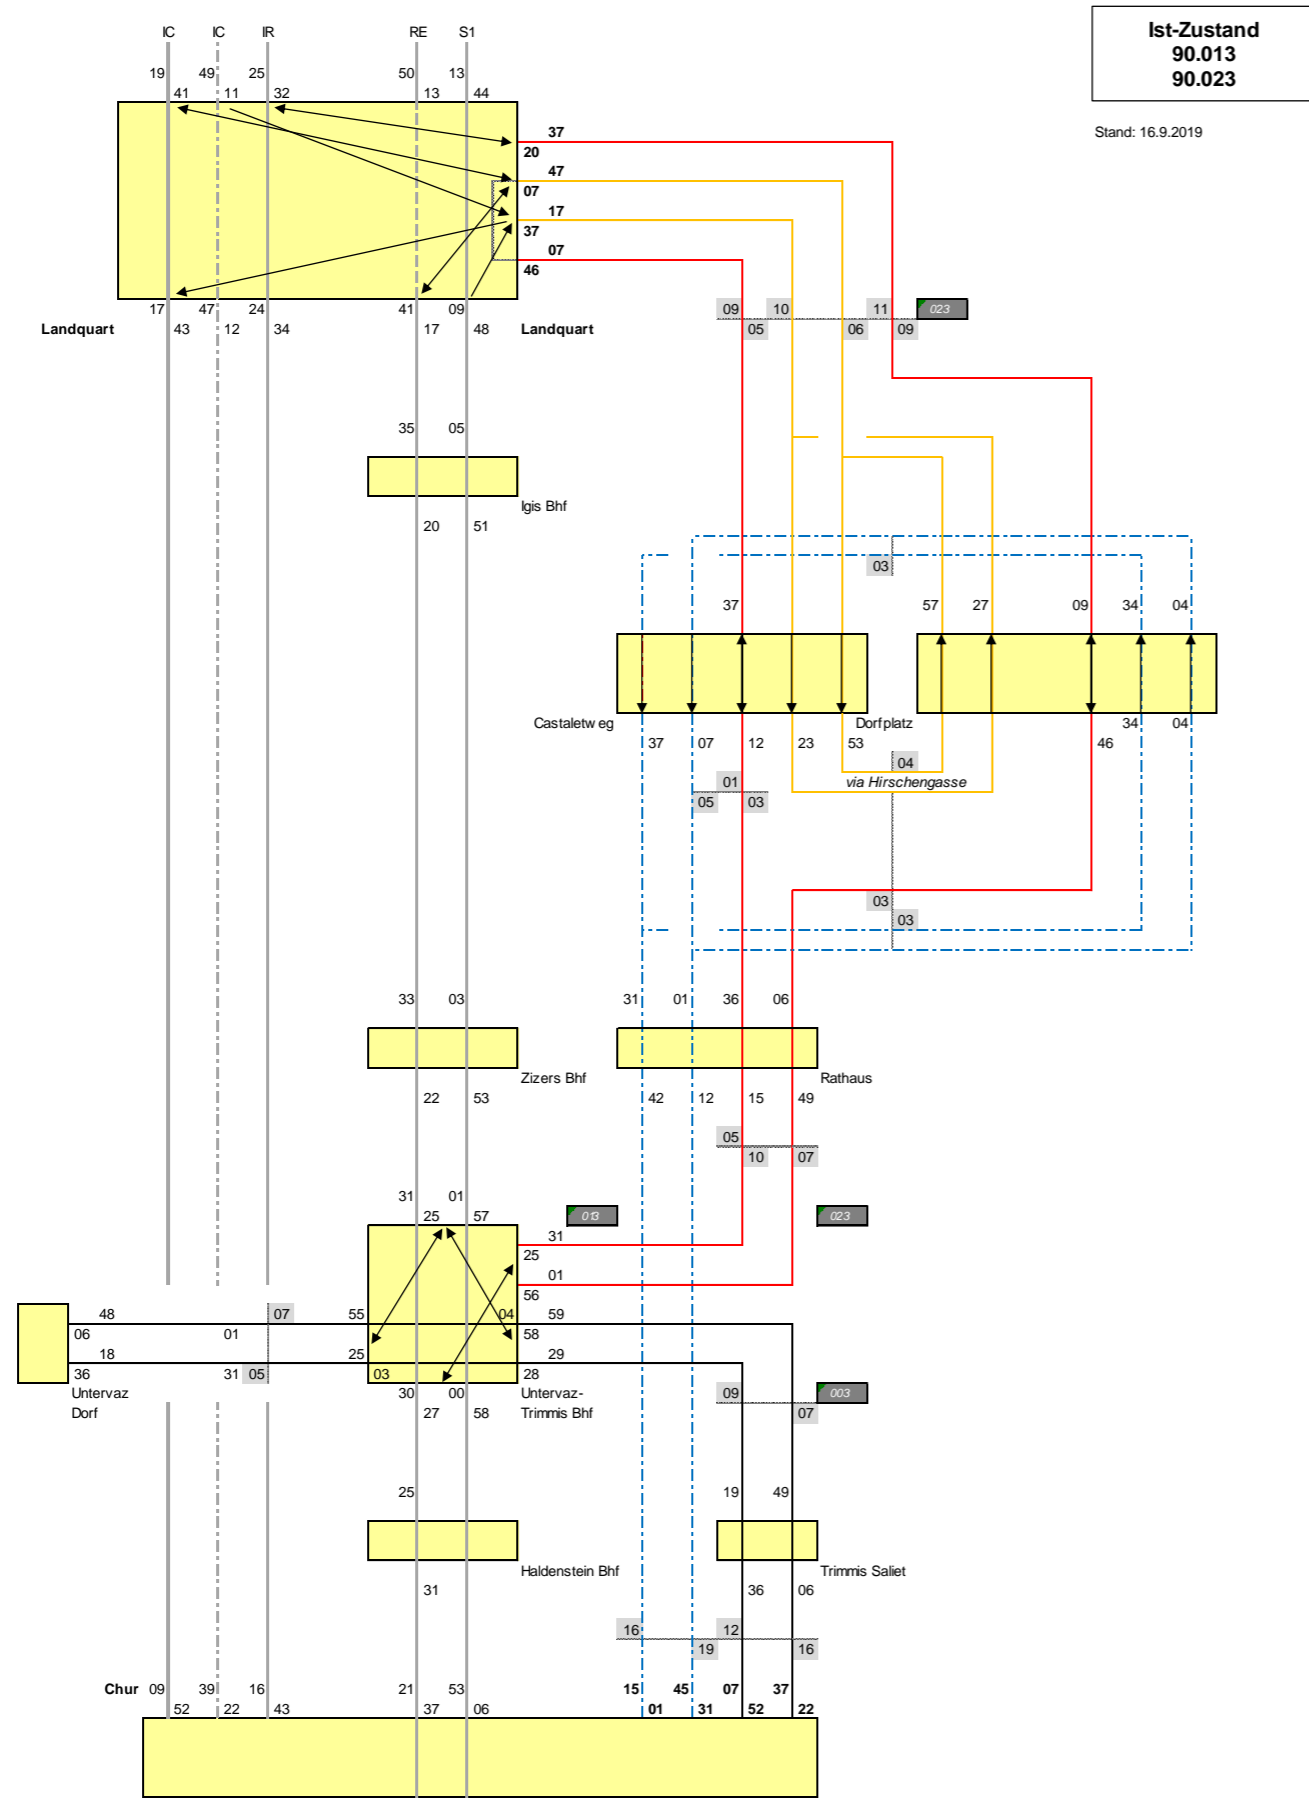 Ist-Zustand
90.013
90.023
Stand: 16.9.2019
IC IC IR RE S1
19 49 25 50 13
41 11 32 13 44
37
20
47
07
17
37
07
46
17 47 24 41 09
09 10 11 023
Landquart 43 12 34 17 48 Landquart
05 06 09
35 05
Igis Bhf
20 51
03
37 57 27 09 34 04
Castaletweg Dorfplatz 34 04
37 07 12 23 53 46
04
01 via Hirschengasse
05 03
03
03
33 03 31 01 36 06
Zizers Bhf Rathaus
22 53 42 12 15 49
05
10 07
31 01
25 57 013 023
31
25
01
56
48 07 55 04 59
06 01 58
18 25 29
36 31 05 03 28
Untervaz 30 00 Untervaz- 09 003
Dorf 27 58 Trimmis Bhf 07
25 19 49
Haldenstein Bhf Trimmis Saliet
31 36 06
16 12
19 16
Chur 09 39 16 21 53 15 45 07 37
52 22 43 37 06 01 31 52 22